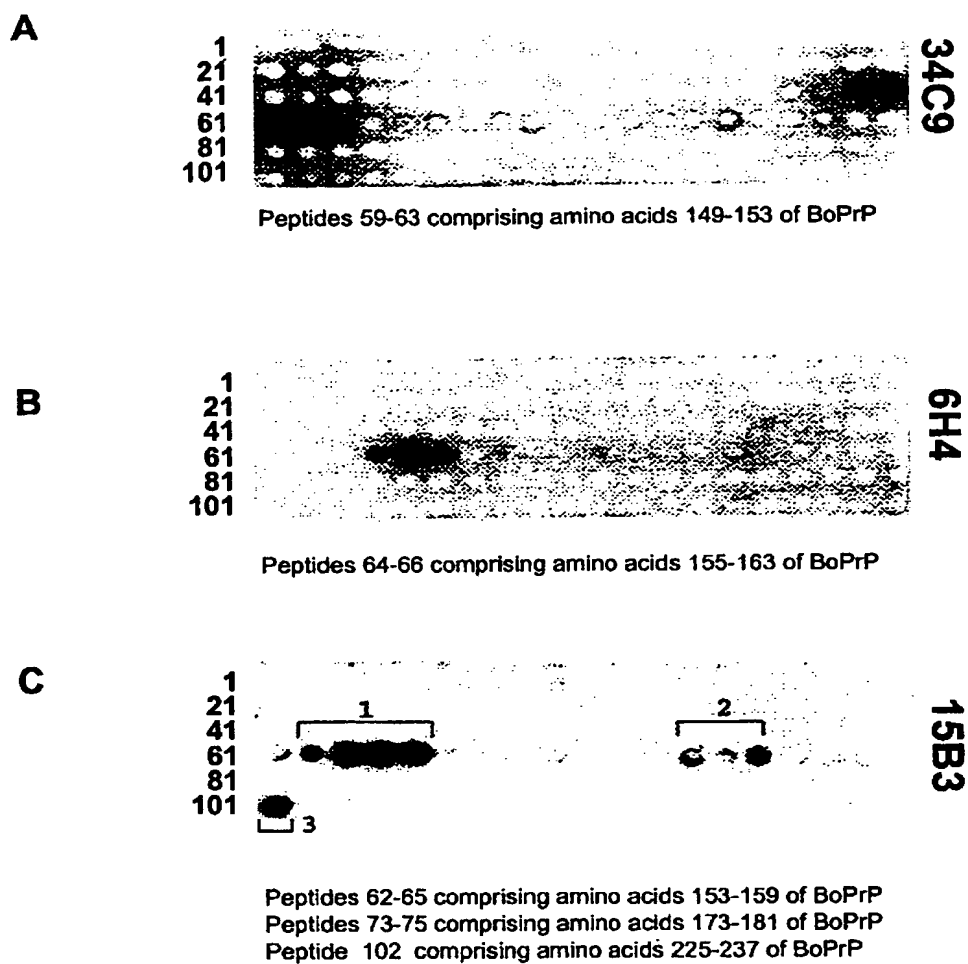 A
1
21
41
61
81
101
34C9
Peptides 59-63 comprising amino acids 149-153 of BoPrP
B
1
21
41
61
81
101
6H4
Peptides 64-66 comprising amino acids 155-163 of BoPrP
C
1
21
41
61
81
101
1
2
3
15B3
Peptides 62-65 comprising amino acids 153-159 of BoPrP
Peptides 73-75 comprising amino acids 173-181 of BoPrP
Peptide 102 comprising amino acids 225-237 of BoPrP